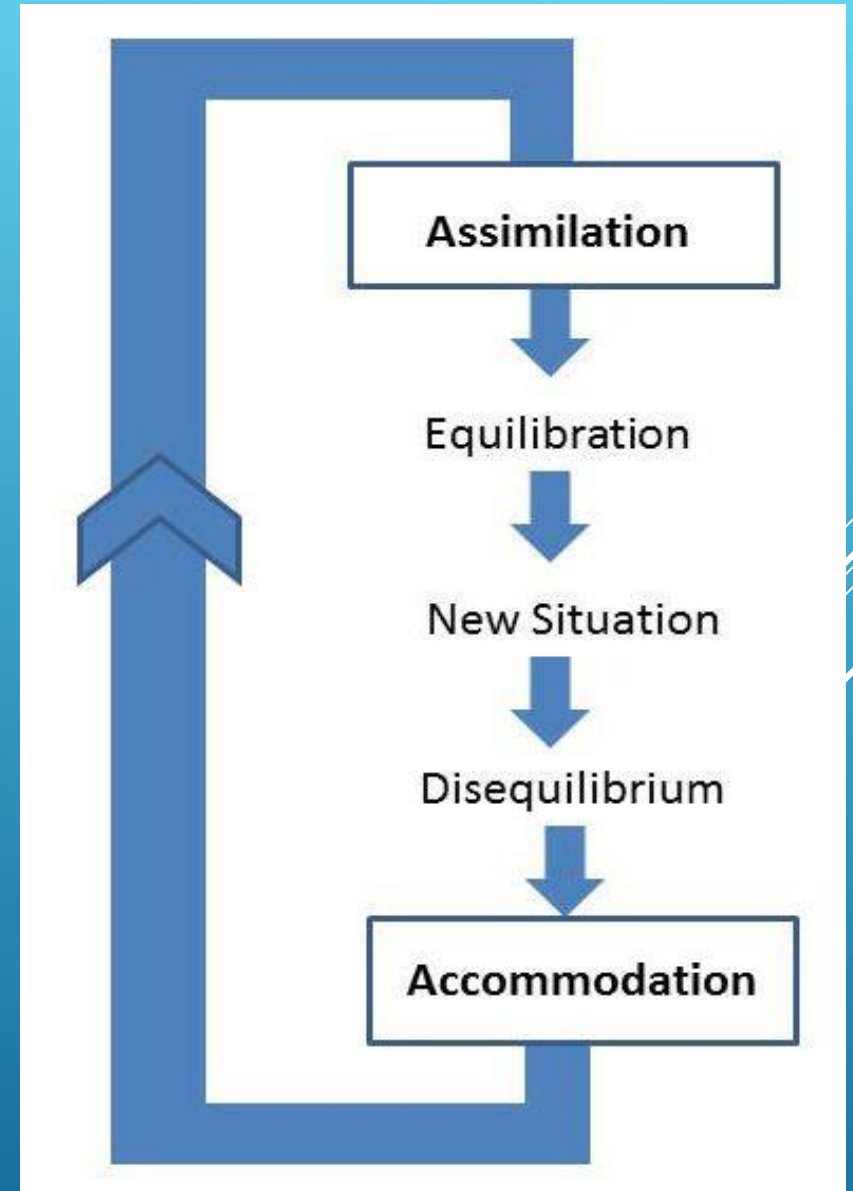 Assimilation
Equilibration
New Situation
Disequilibrium
Accommodation